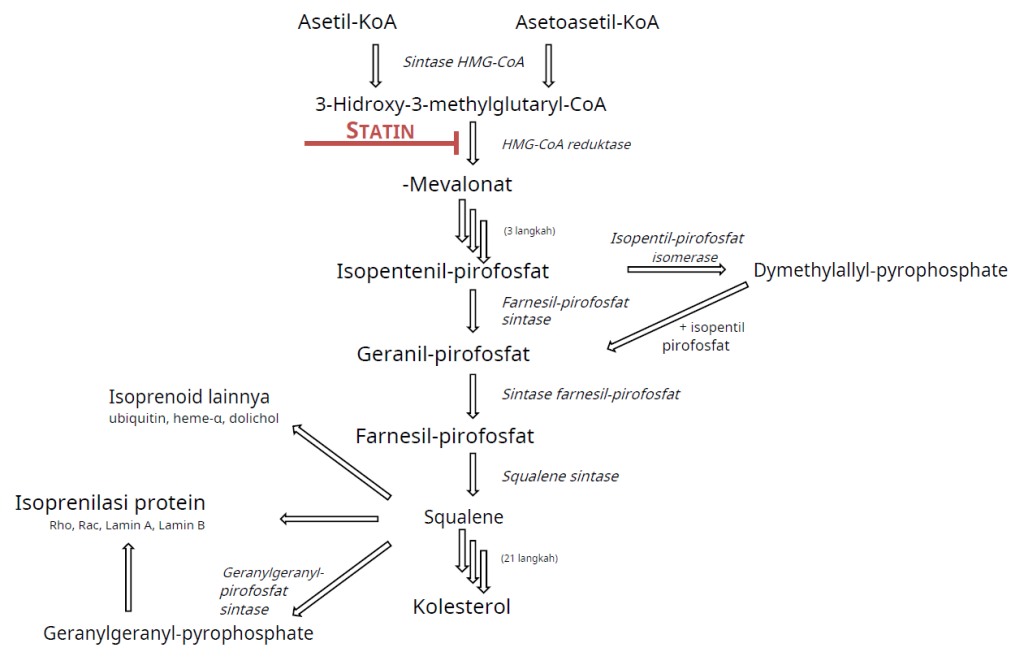 Asetil-KoA
Asetoasetil-KoA
Sintase HMG-CoA
3-Hidroxy-3-methylglutaryl-CoA
STATIN
HMG-CoA reduktase
-Mevalonat
(3 langkah)
Isopentil-pirofosfat
isomerase
Isopentenil-pirofosfat
Dymethylallyl-pyrophosphate
Farnesil-pirofosfat
sintase
+ isopentil
pirofosfat
Geranil-pirofosfat
Sintase farnesil-pirofosfat
Isoprenoid lainnya
ubiquitin, heme-α, dolichol
Farnesil-pirofosfat
Squalene sintase
Isoprenilasi protein
Rho, Rac, Lamin A, Lamin B
Squalene
(21 langkah)
Geranylgeranyl-
pirofosfat
sintase
Kolesterol
Geranylgeranyl-pyrophosphate